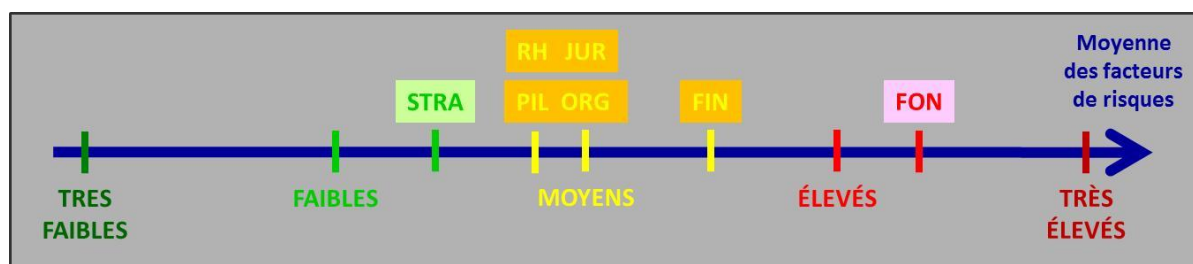 RH JUR
Moyenne
des facteurs
de risques
STRA
PIL ORG
FIN
FON
TRES
FAIBLES
FAIBLES
MOYENS
ÉLEVÉS
TRÈS
ÉLEVÉS